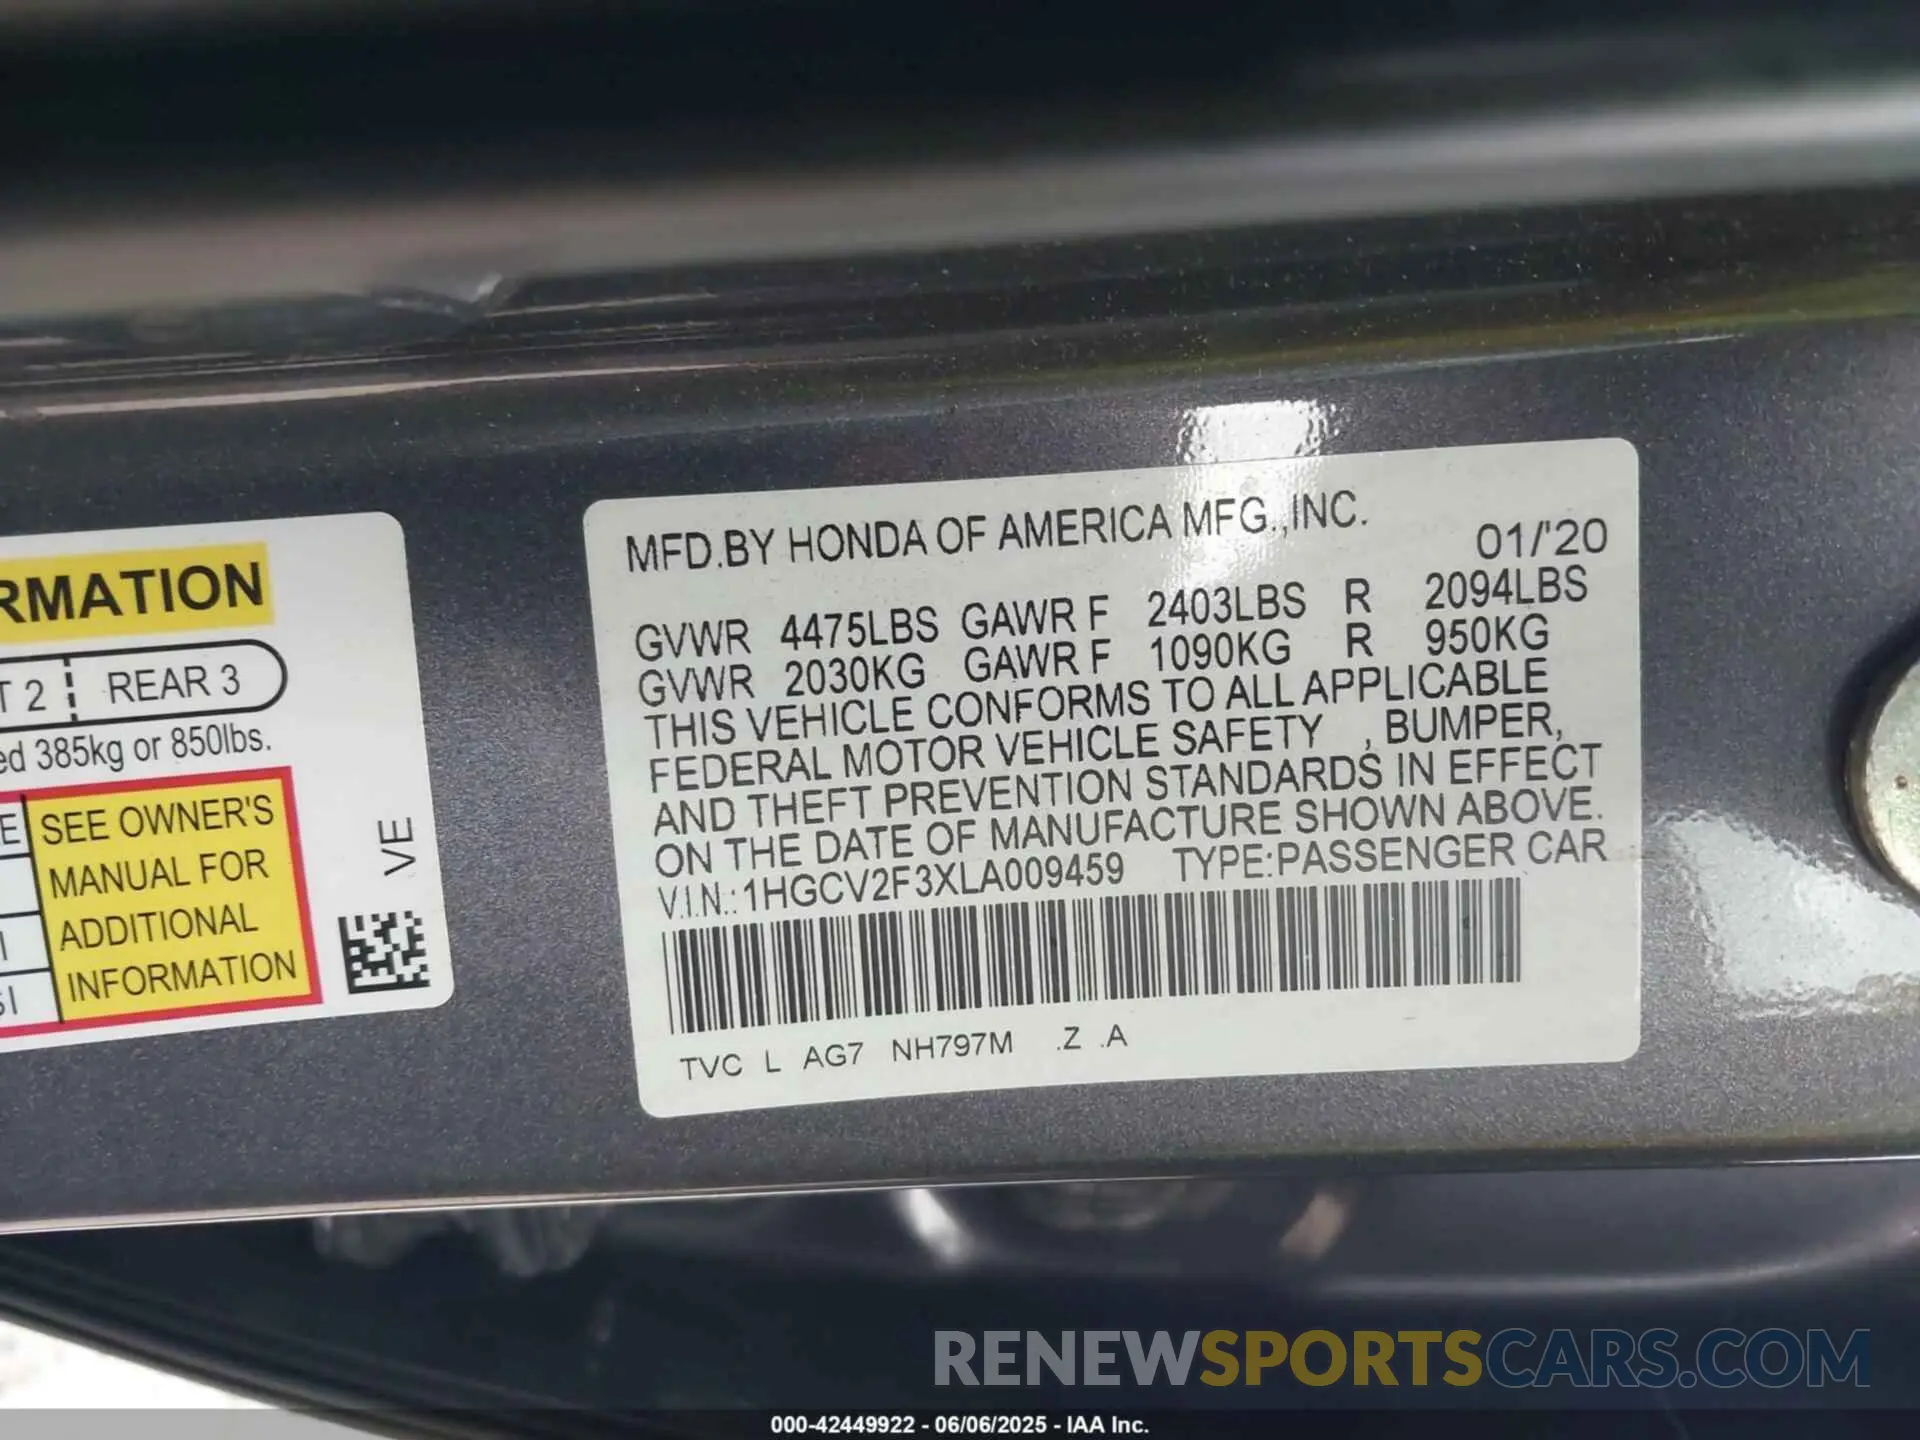 RMATION
T 2 REAR 3
ed 385kg or 850lbs.
E SEE OWNER'S
MANUAL FOR
ADDITIONAL
INFORMATION
VE
MFD.BY HONDA OF AMERICA MFG.,INC.
01/'20
GVWR 4475LBS GAWR F 2403LBS R 2094LBS
GVWR 2030KG GAWR F 1090KG R 950KG
THIS VEHICLE CONFORMS TO ALL APPLICABLE
FEDERAL MOTOR VEHICLE SAFETY , BUMPER,
AND THEFT PREVENTION STANDARDS IN EFFECT
ON THE DATE OF MANUFACTURE SHOWN ABOVE.
V.I.N.:1HGCV2F3XLA009459 TYPE:PASSENGER CAR
TVC L AG7 NH797M .Z .A
RENEWSPORTSCARS.COM
000-42449922 - 06/06/2025 - IAA Inc.